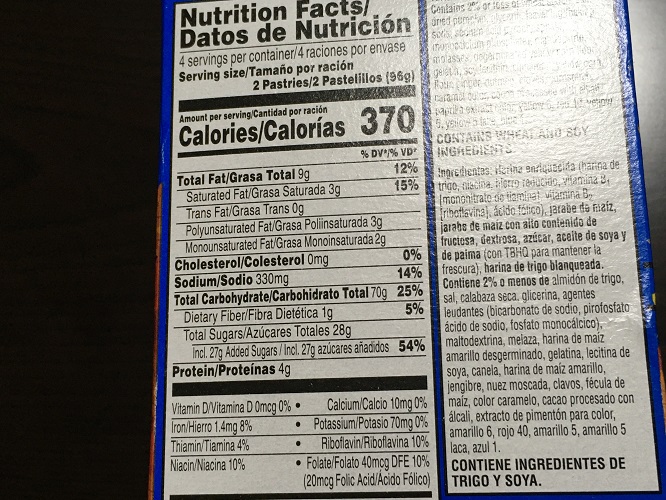 Nutrition Facts/
Datos de Nutrición
4 servings per container/4 raciones por envase
Serving size/Tamaño por ración
2 Pastries/2 Pastelillos (96g)
Amount per serving/Cantidad por ración
Calories/Calorías 370
% DV*/% VD*
Total Fat/Grasa Total 9g 12%
Saturated Fat/Grasa Saturada 3g 15%
Trans Fat/Grasa Trans 0g
Polyunsaturated Fat/Grasa Poliinsaturada 3g
Monounsaturated Fat/Grasa Monoinsaturada 2g
Cholesterol/Colesterol 0mg 0%
Sodium/Sodio 330mg 14%
Total Carbohydrate/Carbohidrato Total 70g 25%
Dietary Fiber/Fibra Dietética 1g 5%
Total Sugars/Azúcares Totales 28g
Incl. 27g Added Sugars / Incl. 27g azúcares añadidos 54%
Protein/Proteínas 4g
Vitamin D/Vitamina D 0mcg 0% • Calcium/Calcio 10mg 0%
Iron/Hierro 1.4mg 8% • Potassium/Potasio 70mg 0%
Thiamin/Tiamina 4% • Riboflavin/Riboflavina 10%
Niacin/Niacina 10% • Folate/Folato 40mcg DFE 10%
(20mcg Folic Acid/Ácido Fólico)
Contains 2% or less of
CONTAINS WHEAT AND SOY
INGREDIENTS.
Ingredientes: Harina enriquecida (harina de
trigo, niacina, hierro reducido, vitamina B1
[mononitrato de tiamina], vitamina B2
[riboflavina], ácido fólico), jarabe de maíz,
jarabe de maíz con alto contenido de
fructosa, dextrosa, azúcar, aceite de soya y
de palma (con TBHQ para mantener la
frescura), harina de trigo blanqueada.
Contiene 2% o menos de almidón de trigo,
sal, calabaza seca, glicerina, agentes
leudantes (bicarbonato de sodio, pirofosfato
ácido de sodio, fosfato monocálcico),
maltodextrina, melaza, harina de maíz
amarillo desgerminado, gelatina, lecitina de
soya, canela, harina de maíz amarillo,
jengibre, nuez moscada, clavos, fécula de
maíz, color caramelo, cacao procesado con
álcali, extracto de pimentón para color,
amarillo 6, rojo 40, amarillo 5, amarillo 5
laca, azul 1.
CONTIENE INGREDIENTES DE
TRIGO Y SOYA.